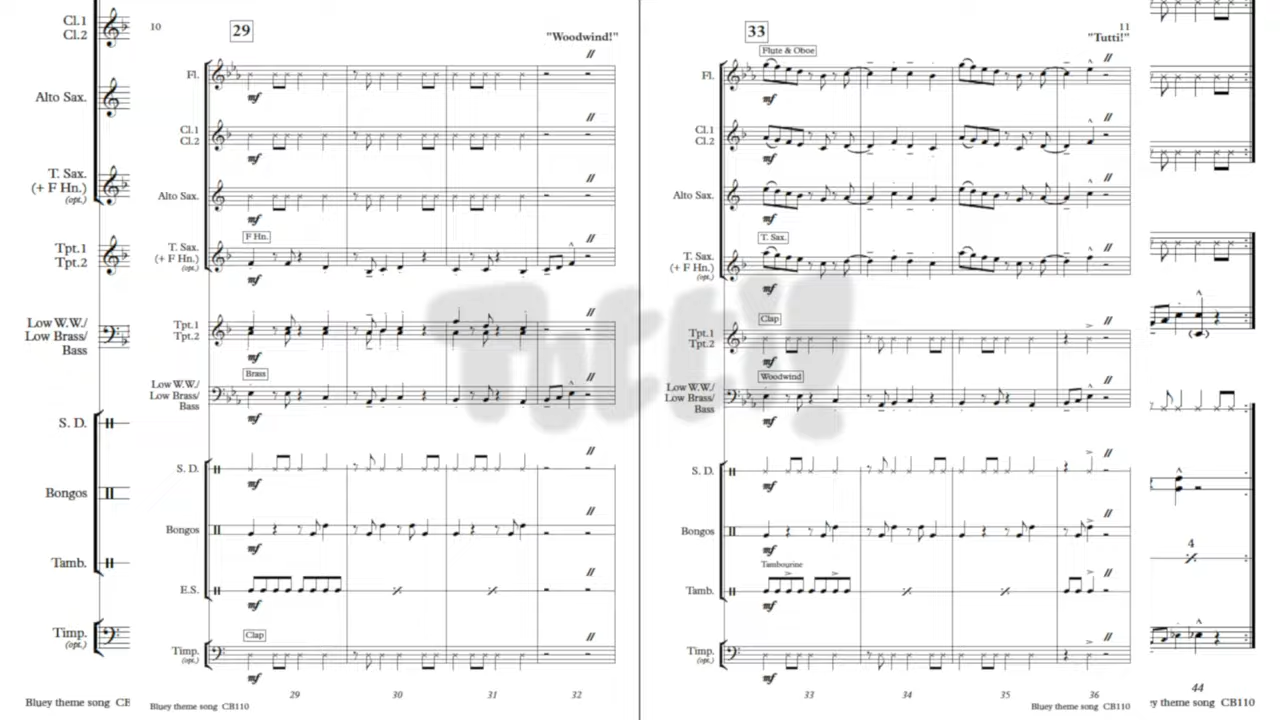 Cl.1
Cl.2
Alto Sax.
T. Sax.
(+ F Hn.)
(opt.)
Tpt.1
Tpt.2
Low W.W./
Low Brass/
Bass
S. D.
Bongos
Tamb.
Timp.
(opt.)
Bluey theme song CB
10
29
"Woodwind!"
Fl.
mf
Cl.1
Cl.2
mf
Alto Sax.
mf
F Hn.
T. Sax.
(+ F Hn.)
(opt.)
mf
Tpt.1
Tpt.2
mf
Brass
Low W.W./
Low Brass/
Bass
mf
S. D.
mf
Bongos
mf
E.S.
mf
Clap
Timp.
(opt.)
mf
29 30 31 32
Bluey theme song CB110
Tutti!
11
33
"Tutti!"
Flute & Oboe
Fl.
mf
Cl.1
Cl.2
mf
Alto Sax.
mf
T. Sax.
T. Sax.
(+ F Hn.)
(opt.)
mf
Clap
Tpt.1
Tpt.2
mf
Woodwind
Low W.W./
Low Brass/
Bass
mf
S. D.
mf
Bongos
mf
Tambourine
Tamb.
mf
Timp.
(opt.)
mf
33 34 35 36
Bluey theme song CB110
4
44
ey theme song CB110